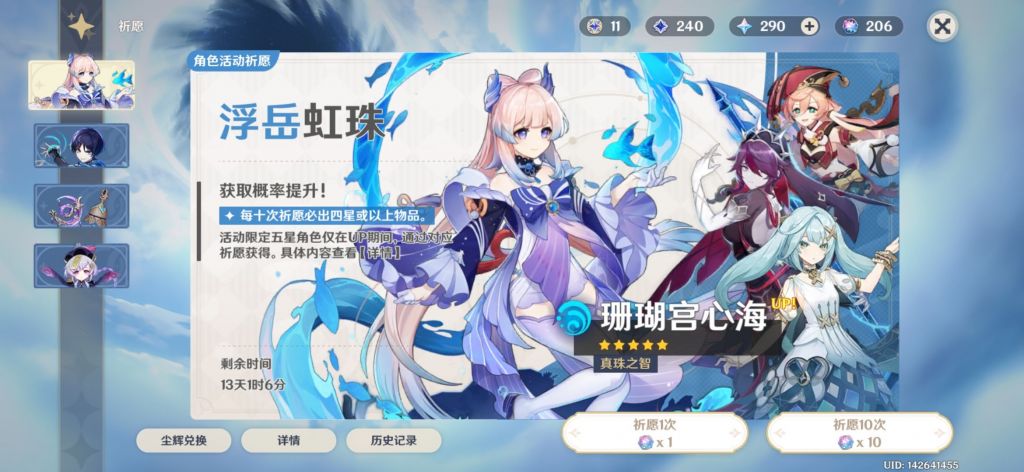 祈愿
11
240
290
206
角色活动祈愿
浮岳虹珠
获取概率提升！
每十次祈愿必出四星或以上物品。
活动限定五星角色仅在UP期间，通过对应
祈愿获得。具体内容查看【详情】
UP!
珊瑚宫心海
真珠之智
剩余时间
13天1时6分
尘辉兑换
详情
历史记录
祈愿1次
x 1
祈愿10次
x 10
UID: 142641455